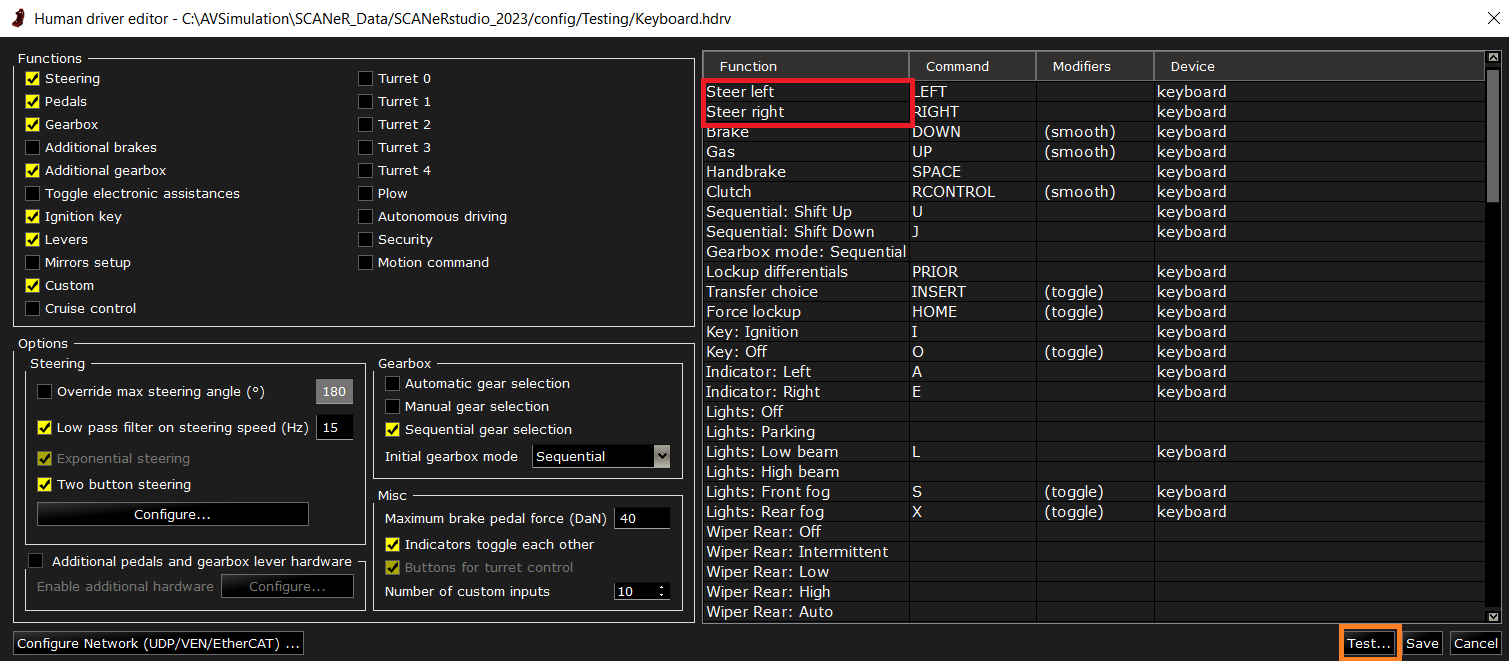 Human driver editor - C:\AVSimulation\SCANeR_Data/SCANeRstudio_2023/config/Testing/Keyboard.hdrv
Functions
Steering
Pedals
Gearbox
Additional brakes
Additional gearbox
Toggle electronic assistances
Ignition key
Levers
Mirrors setup
Custom
Cruise control
Turret 0
Turret 1
Turret 2
Turret 3
Turret 4
Plow
Autonomous driving
Security
Motion command
Options
Steering
Override max steering angle (°) 180
Low pass filter on steering speed (Hz) 15
Exponential steering
Two button steering
Configure...
Additional pedals and gearbox lever hardware
Enable additional hardware Configure...
Gearbox
Automatic gear selection
Manual gear selection
Sequential gear selection
Initial gearbox mode Sequential
Misc
Maximum brake pedal force (DaN) 40
Indicators toggle each other
Buttons for turret control
Number of custom inputs 10
Configure Network (UDP/VEN/EtherCAT) ...
Function Command Modifiers Device
Steer left LEFT keyboard
Steer right RIGHT keyboard
Brake DOWN (smooth) keyboard
Gas UP (smooth) keyboard
Handbrake SPACE keyboard
Clutch RCONTROL (smooth) keyboard
Sequential: Shift Up U keyboard
Sequential: Shift Down J keyboard
Gearbox mode: Sequential
Lockup differentials PRIOR keyboard
Transfer choice INSERT (toggle) keyboard
Force lockup HOME (toggle) keyboard
Key: Ignition I keyboard
Key: Off O (toggle) keyboard
Indicator: Left A keyboard
Indicator: Right E keyboard
Lights: Off
Lights: Parking
Lights: Low beam L keyboard
Lights: High beam
Lights: Front fog S (toggle) keyboard
Lights: Rear fog X (toggle) keyboard
Wiper Rear: Off
Wiper Rear: Intermittent
Wiper Rear: Low
Wiper Rear: High
Wiper Rear: Auto
Test... Save Cancel